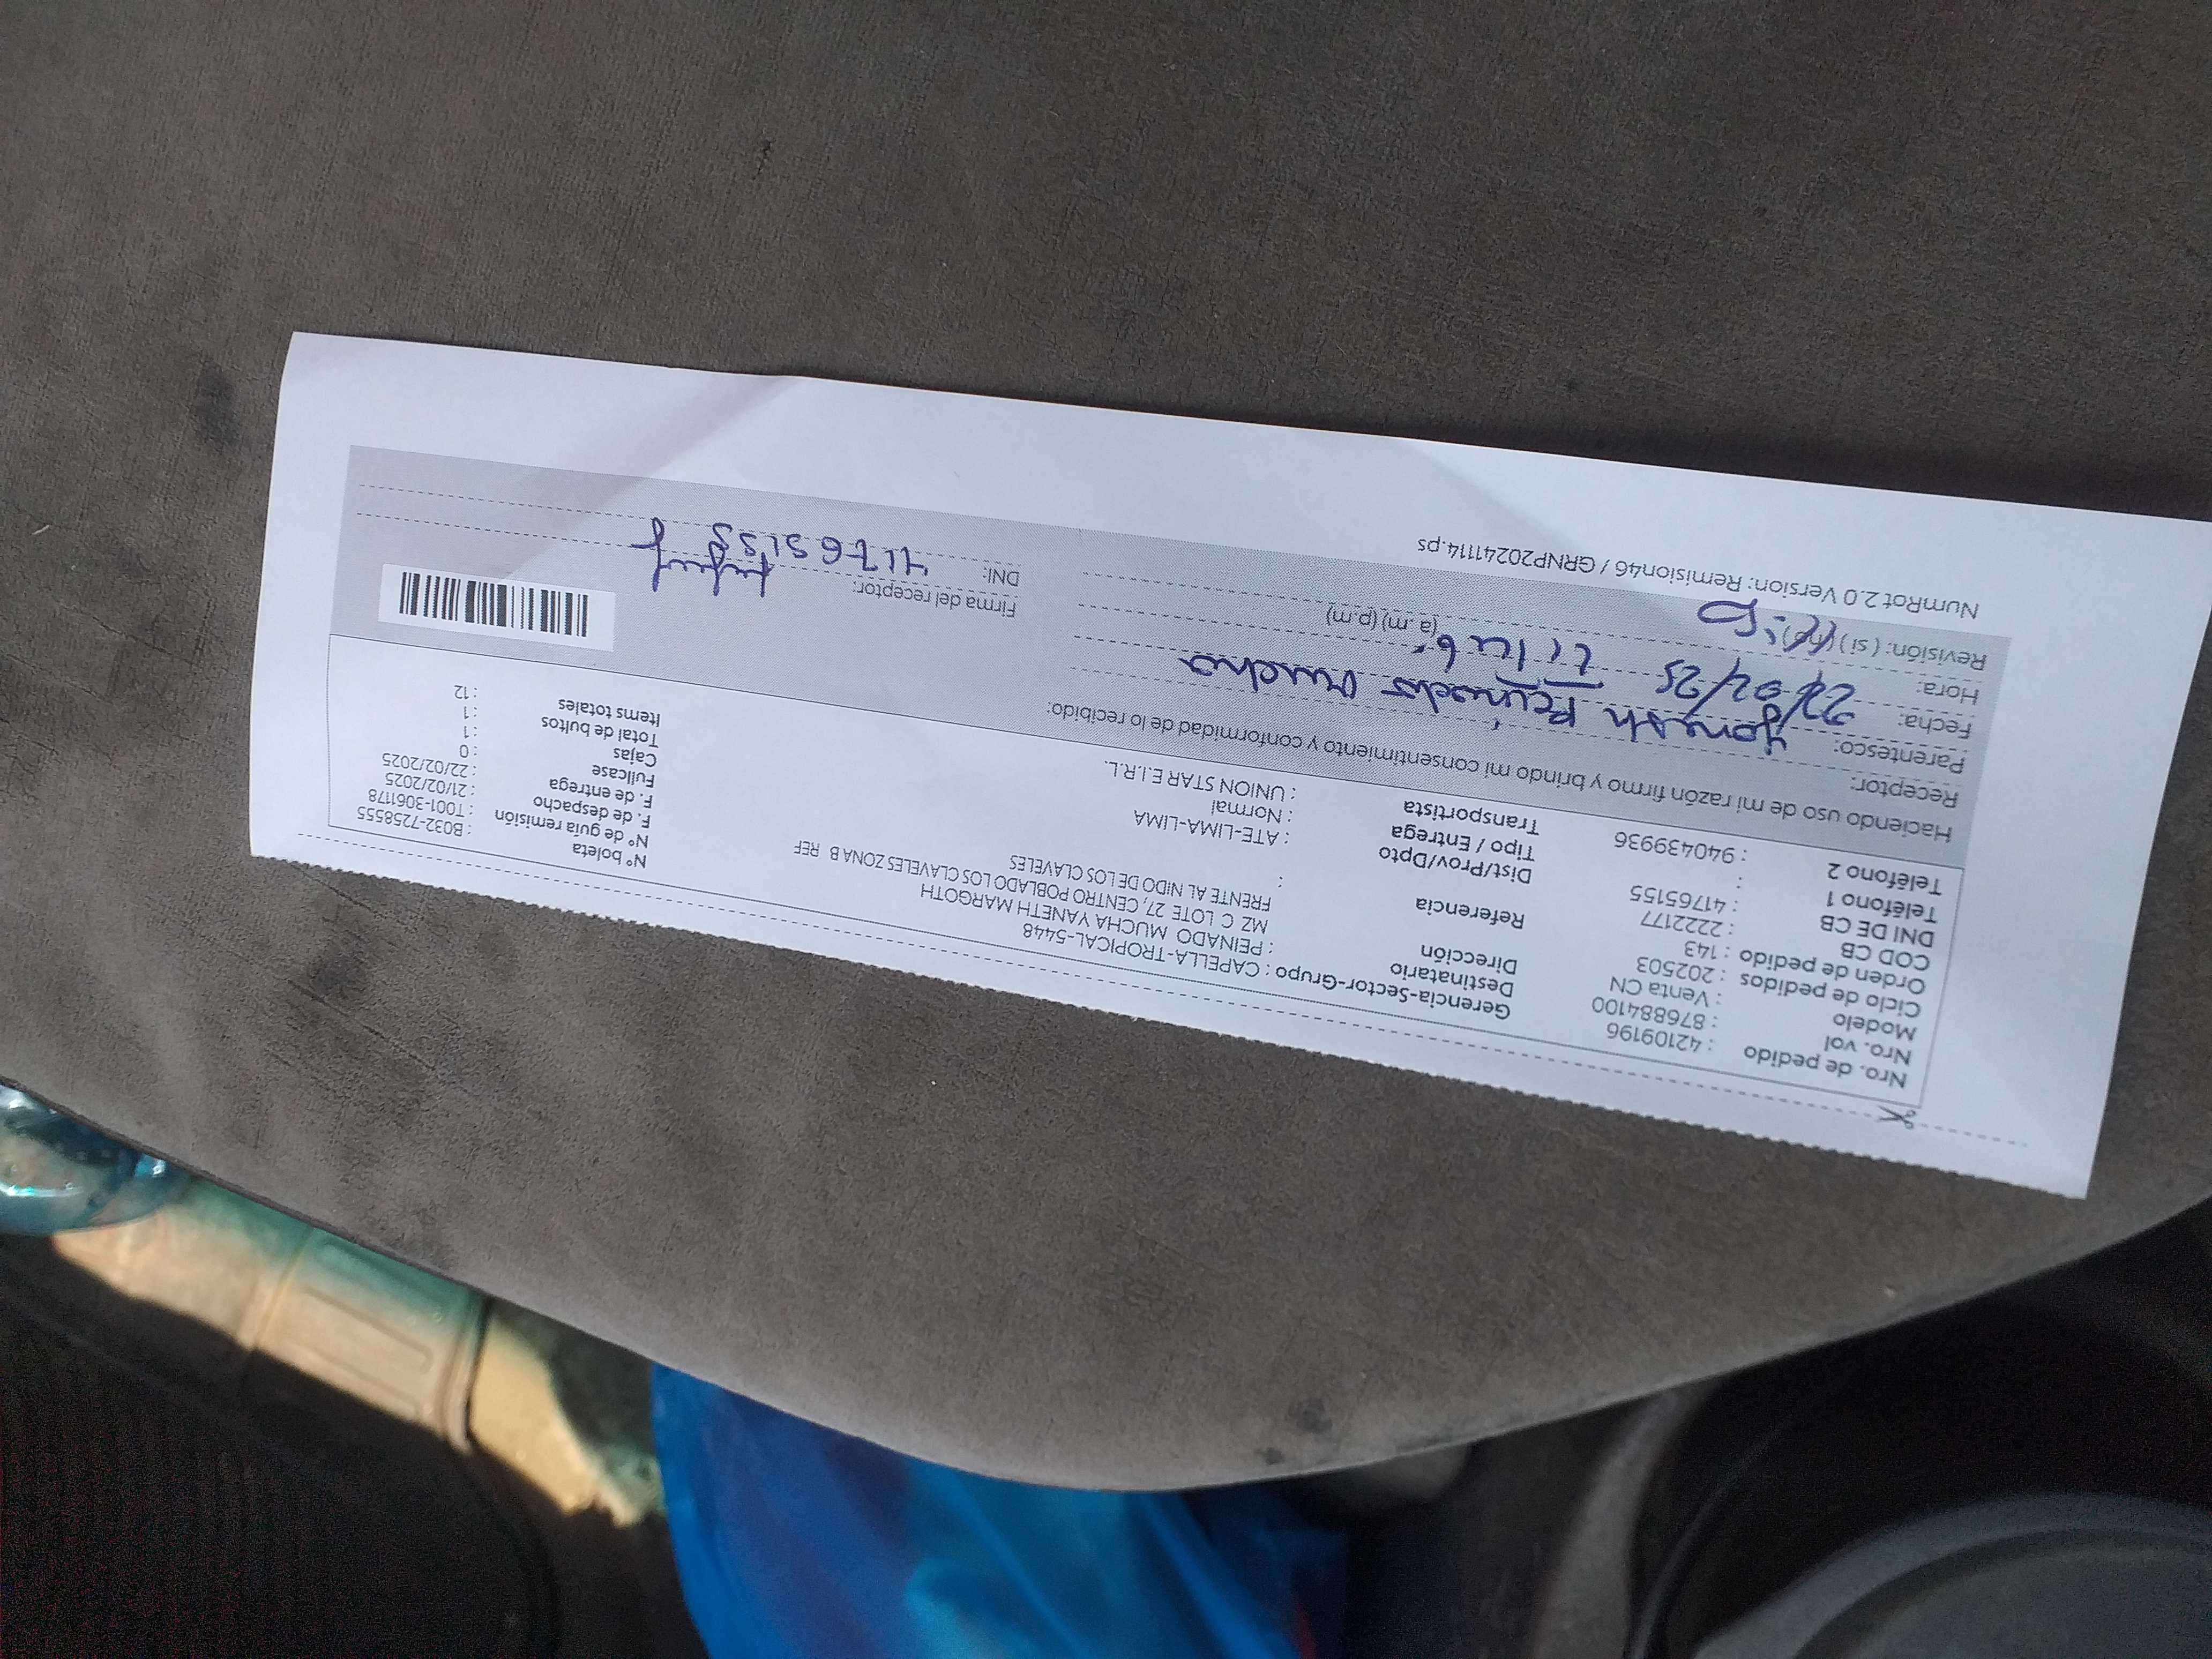 Nro. de pedido : 42109196
Nro. vol : 876884100
Modelo : Venta CN
Ciclo de pedidos : 202503
Orden de pedido : 143
COD CB : 2222177
DNI DE CB : 41765155
Teléfono 1 :
Teléfono 2 : 940439936
Gerencia-Sector-Grupo : CAPELLA-TROPICAL-5448
Destinatario : PEINADO MUCHA YANETH MARGOTH
Dirección MZ C LOTE 27, CENTRO POBLADO LOS CLAVELES ZONA B REF
FRENTE AL NIDO DE LOS CLAVELES
Referencia :
Dist/Prov/Dpto : ATE-LIMA-LIMA
Tipo / Entrega : Normal
Transportista : UNION STAR E.I.R.L.
N° boleta : B032-7258555
N° de guía remisión : T001-306178
F. de despacho : 21/02/2025
F. de entrega : 22/02/2025
Fullcase : 0
Cajas : 1
Total de bultos : 1
Items totales : 12
Haciendo uso de mi razón firmo y brindo mi consentimiento y conformidad de lo recibido:
Receptor:
Parentesco: Peinado Mucha
Fecha: 22/02/25
Hora: (a.m) (p.m)
Revisión: ( si ) (no)
Firma del receptor:
DNI: 41765155
NumRot 2.0 Version: Remision46 / GRNP20241114.ps